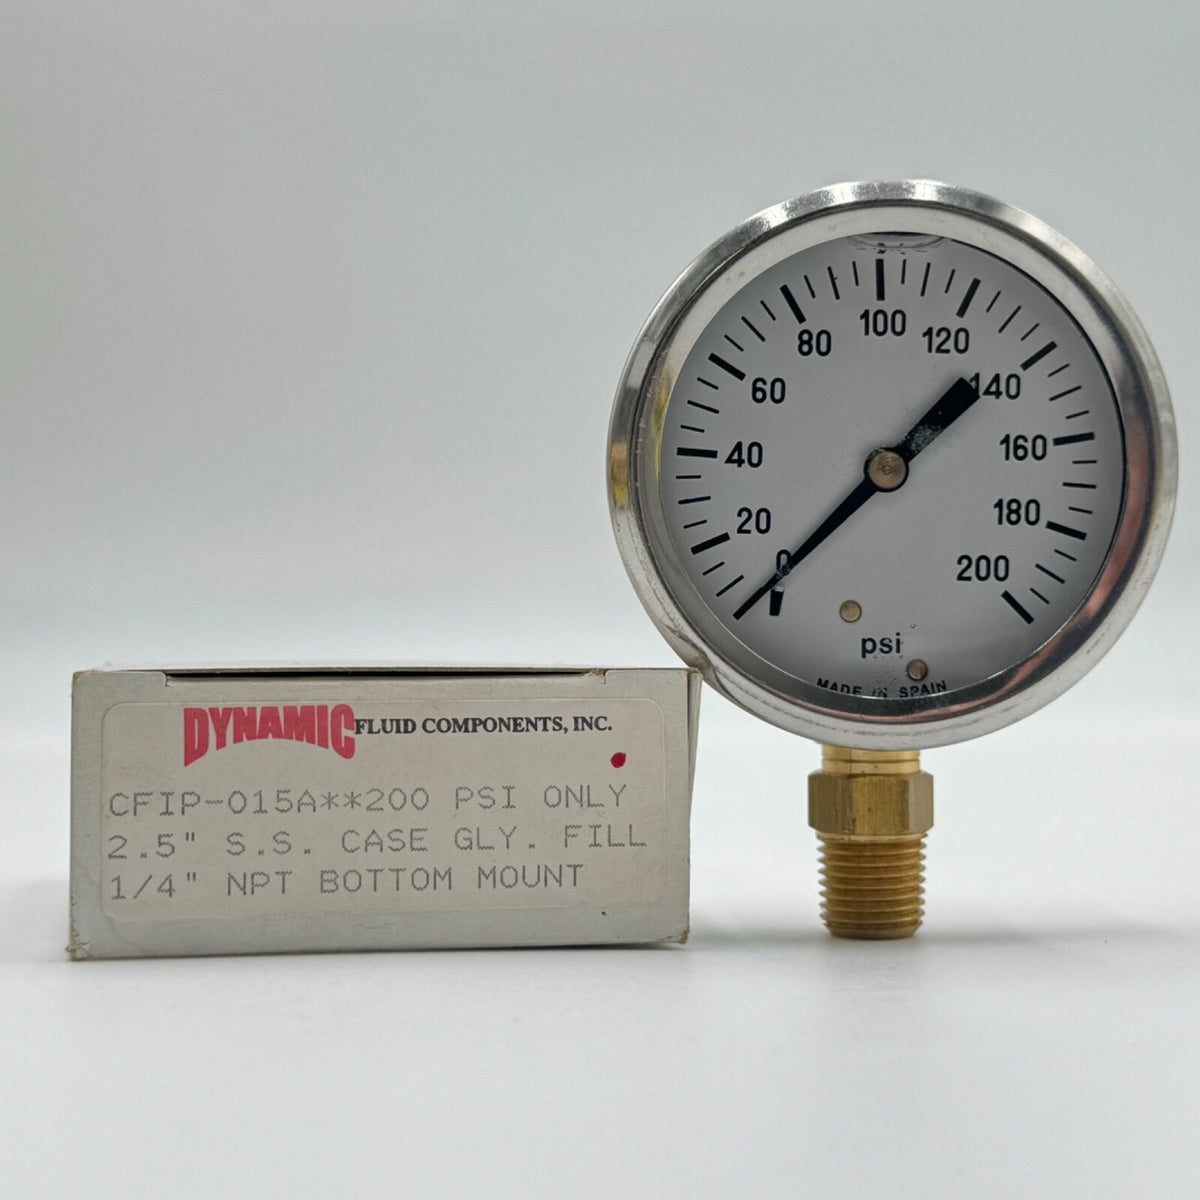 DYNAMIC FLUID COMPONENTS, INC.
CFIP-015A**200 PSI ONLY
2.5" S.S. CASE GLY. FILL
1/4" NPT BOTTOM MOUNT
0
20
40
60
80
100
120
140
160
180
200
psi
MADE IN SPAIN